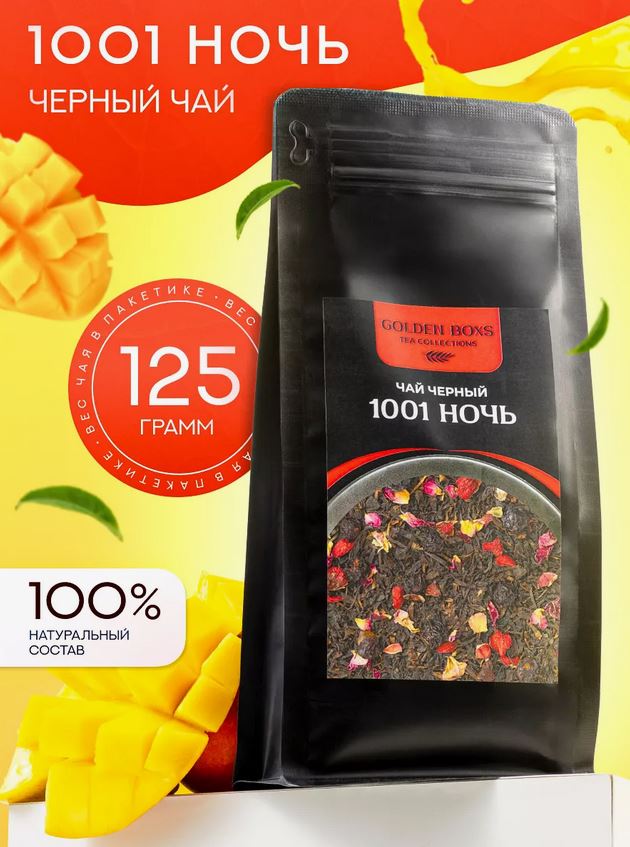 1001 НОЧЬ
ЧЕРНЫЙ ЧАЙ
ВЕС ЧАЯ В ПАКЕТИКЕ · ВЕС
125
ГРАММ
АЯ В ПАКЕТИКЕ ·
GOLDEN BOXS
TEA COLLECTIONS
ЧАЙ ЧЕРНЫЙ
1001 НОЧЬ
100%
НАТУРАЛЬНЫЙ
СОСТАВ